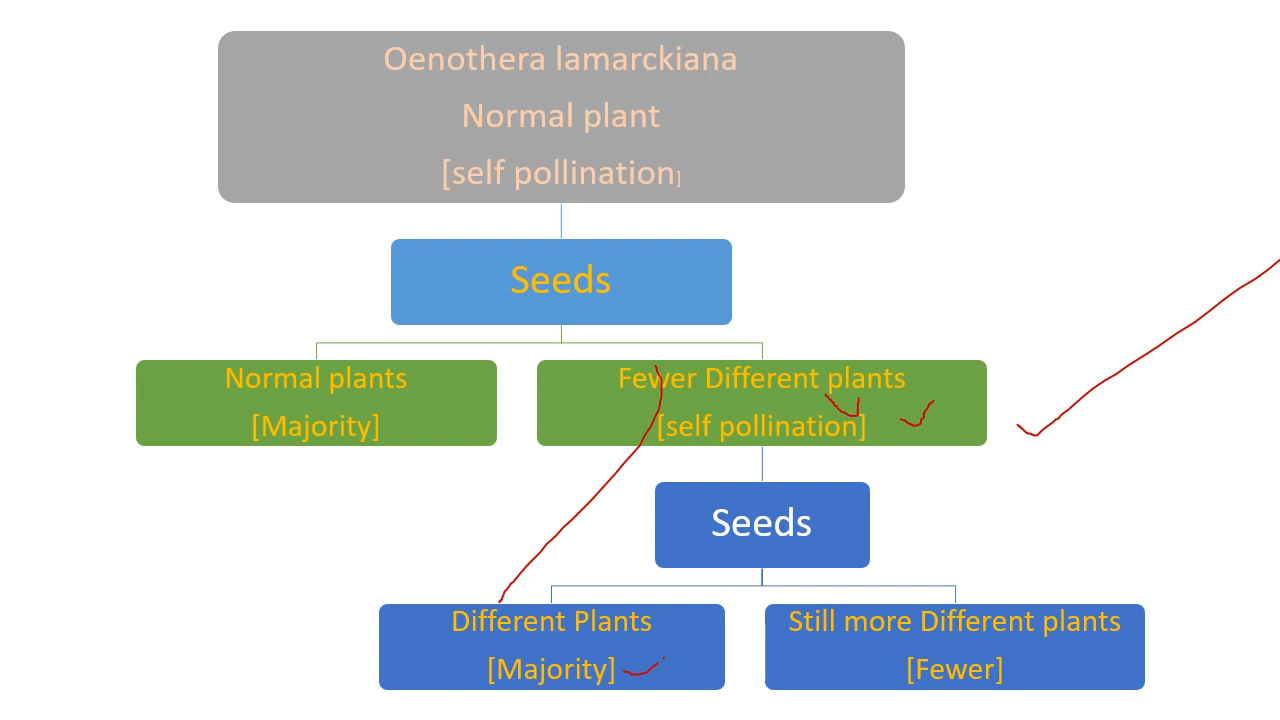 Oenothera lamarckiana
Normal plant
[self pollination]
Seeds
Normal plants
[Majority]
Fewer Different plants
[self pollination]
Seeds
Different Plants
[Majority]
Still more Different plants
[Fewer]